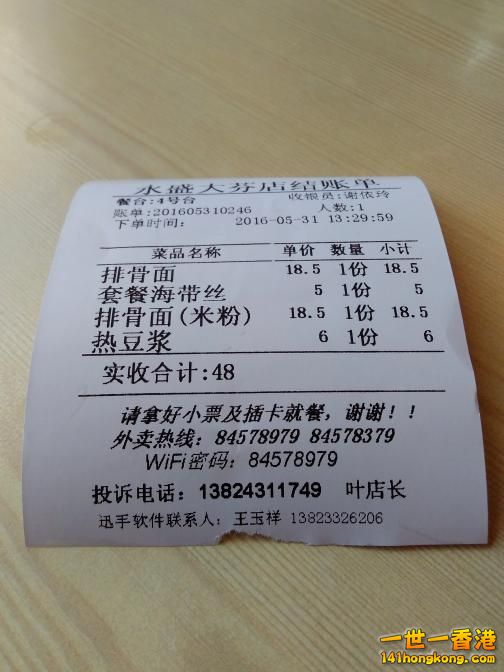 永盛大芬店结账单
餐台:4号台 收银员:谢依玲
账单:201605310246 人数:1
下单时间: 2016-05-31 13:29:59
菜品名称 单价 数量 小计
排骨面 18.5 1份 18.5
套餐海带丝 5 1份 5
排骨面(米粉) 18.5 1份 18.5
热豆浆 6 1份 6
实收合计:48
请拿好小票及插卡就餐，谢谢！！
外卖热线：84578979 84578379
WiFi密码：84578979
投诉电话：13824311749 叶店长
迅手软件联系人：王玉祥 13823326206
一世一香港
141hongkong.com